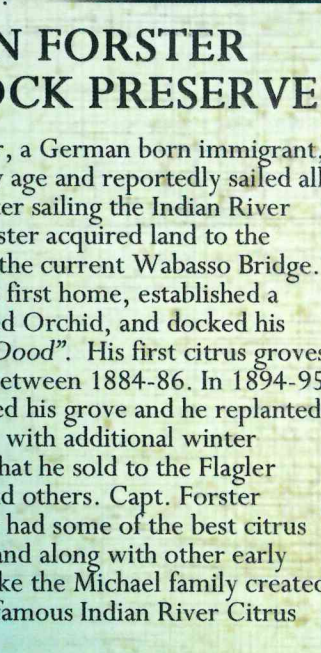 N FORSTER
OCK PRESERVE
, a German born immigrant,
age and reportedly sailed all
er sailing the Indian River
ster acquired land to the
the current Wabasso Bridge.
first home, established a
ed Orchid, and docked his
Dood”. His first citrus groves
between 1884-86. In 1894-95
ed his grove and he replanted
with additional winter
hat he sold to the Flagler
d others. Capt. Forster
had some of the best citrus
and along with other early
ke the Michael family created
famous Indian River Citrus